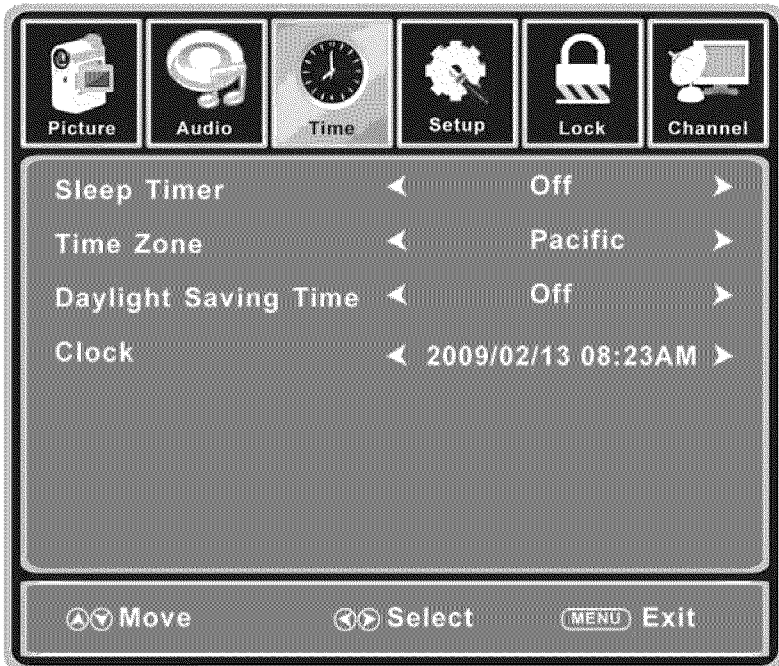 Picture Audio Time Setup Lock Channel
Sleep Timer Off
Time Zone Pacific
Daylight Saving Time Off
Clock 2009/02/13 08:23AM
Move Select MENU Exit